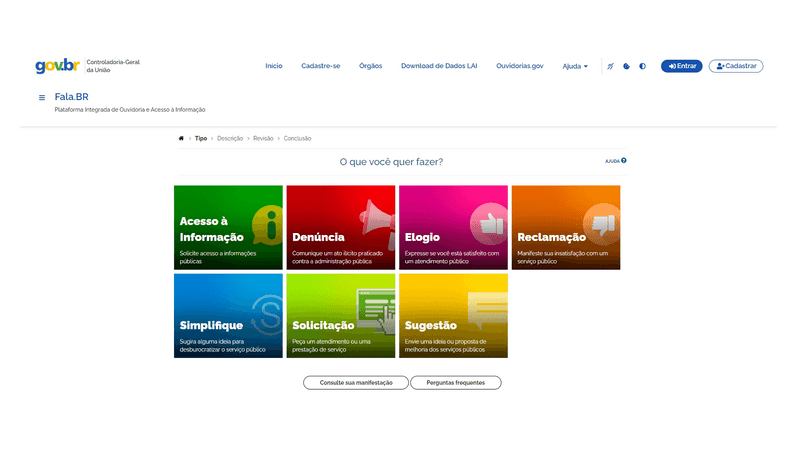 gov.br
Controladoria-Geral
da União
Início
Cadastre-se
Órgãos
Download de Dados LAI
Ouvidorias.gov
Ajuda
Entrar
Cadastrar
Fala.BR
Plataforma Integrada de Ouvidoria e Acesso à Informação
Tipo
Descrição
Revisão
Conclusão
O que você quer fazer?
AJUDA
Acesso à
Informação
Solicite acesso a informações
públicas
Denúncia
Comunique um ato ilícito praticado
contra a administração pública
Elogio
Expresse se você está satisfeito com
um atendimento público
Reclamação
Manifeste sua insatisfação com um
serviço público
Simplifique
Sugira alguma ideia para
desburocratizar o serviço público
Solicitação
Peça um atendimento ou uma
prestação de serviço
Sugestão
Envie uma ideia ou proposta de
melhoria dos serviços públicos
Consulte sua manifestação
Perguntas frequentes